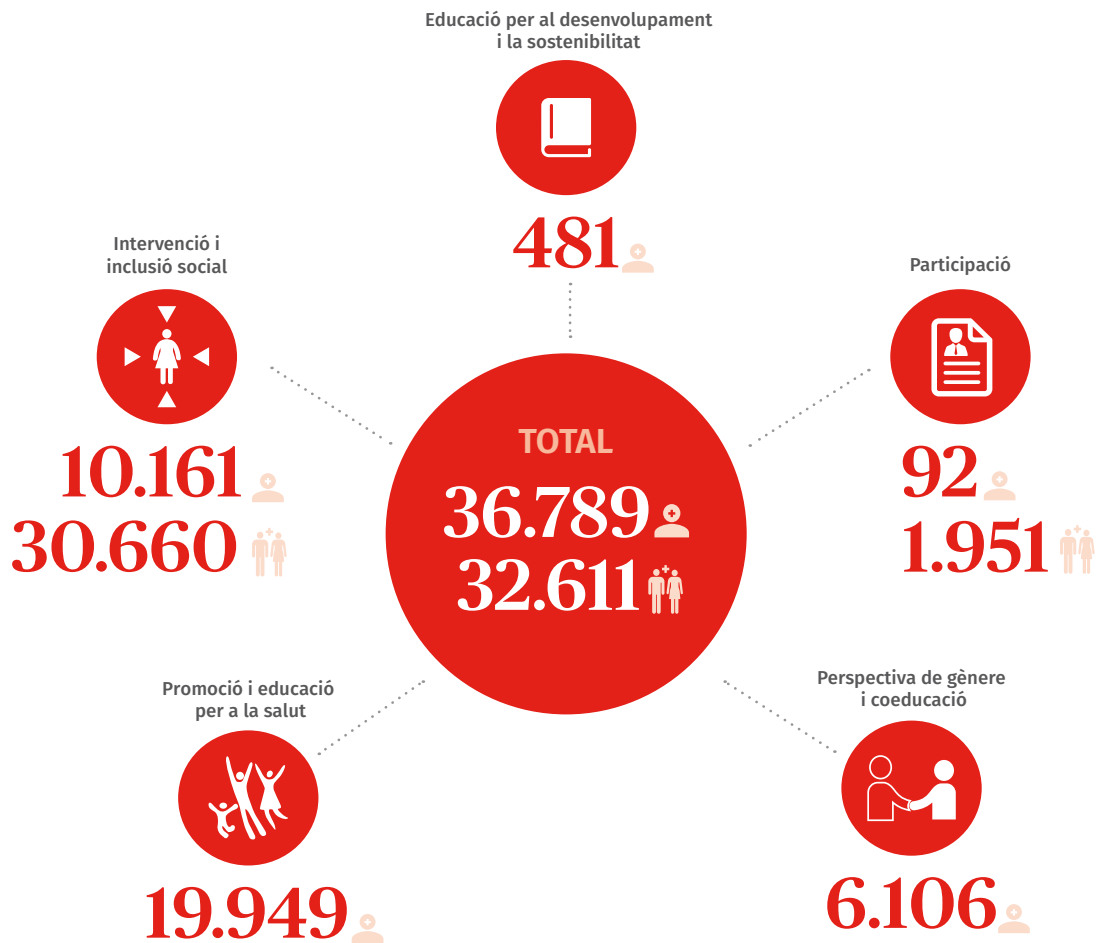 Educació per al desenvolupament
i la sostenibilitat
481
Intervenció i
inclusió social
10.161
30.660
Participació
92
1.951
TOTAL
36.789
32.611
Promoció i educació
per a la salut
19.949
Perspectiva de gènere
i coeducació
6.106